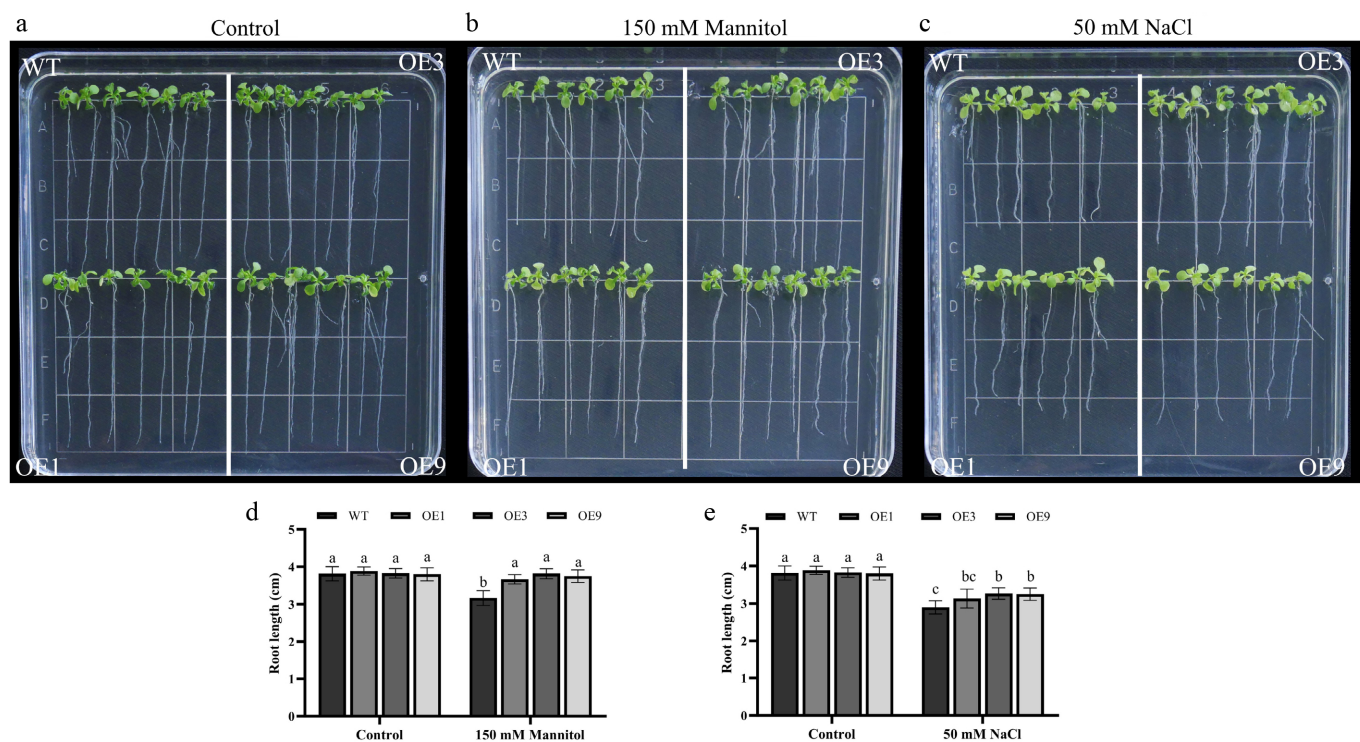 a Control
b 150 mM Mannitol
c 50 mM NaCl
WT OE3
WT OE3
WT OE3
A
B
C
D
E
F
OE1 OE9
A
B
C
D
E
F
OE1 OE9
B
C
D
E
F
OE1 OE9
d
WT OE1 OE3 OE9
Root length (cm)
5
4
3
2
1
0
a a a a
b a a a
Control 150 mM Mannitol
e
WT OE1 OE3 OE9
Root length (cm)
5
4
3
2
1
0
a a a a
c bc b b
Control 50 mM NaCl